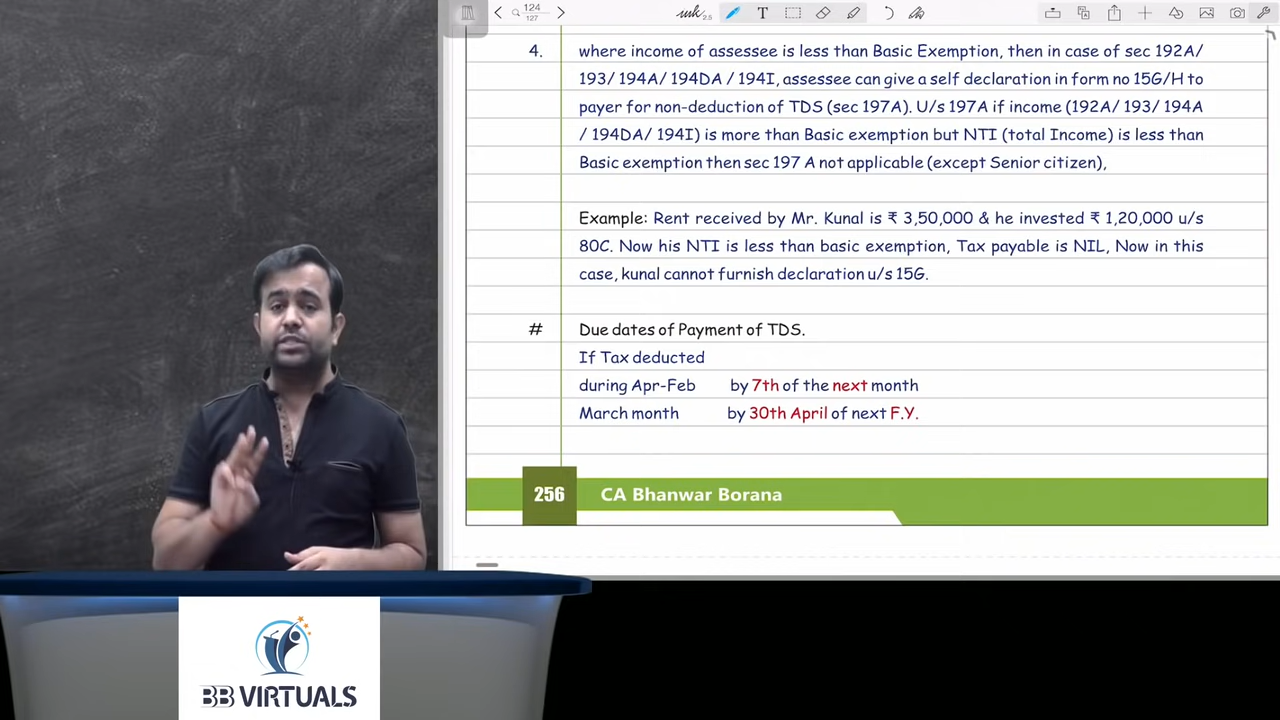 124
127
2.5
T
4. where income of assessee is less than Basic Exemption, then in case of sec 192A/
193/ 194A/ 194DA / 194I, assessee can give a self declaration in form no 15G/H to
payer for non-deduction of TDS (sec 197A). U/s 197A if income (192A/ 193/ 194A
/ 194DA/ 194I) is more than Basic exemption but NTI (total Income) is less than
Basic exemption then sec 197 A not applicable (except Senior citizen),
Example: Rent received by Mr. Kunal is ₹ 3,50,000 & he invested ₹ 1,20,000 u/s
80C. Now his NTI is less than basic exemption, Tax payable is NIL, Now in this
case, kunal cannot furnish declaration u/s 15G.
# Due dates of Payment of TDS.
If Tax deducted
during Apr-Feb by 7th of the next month
March month by 30th April of next F.Y.
256 CA Bhanwar Borana
BB VIRTUALS